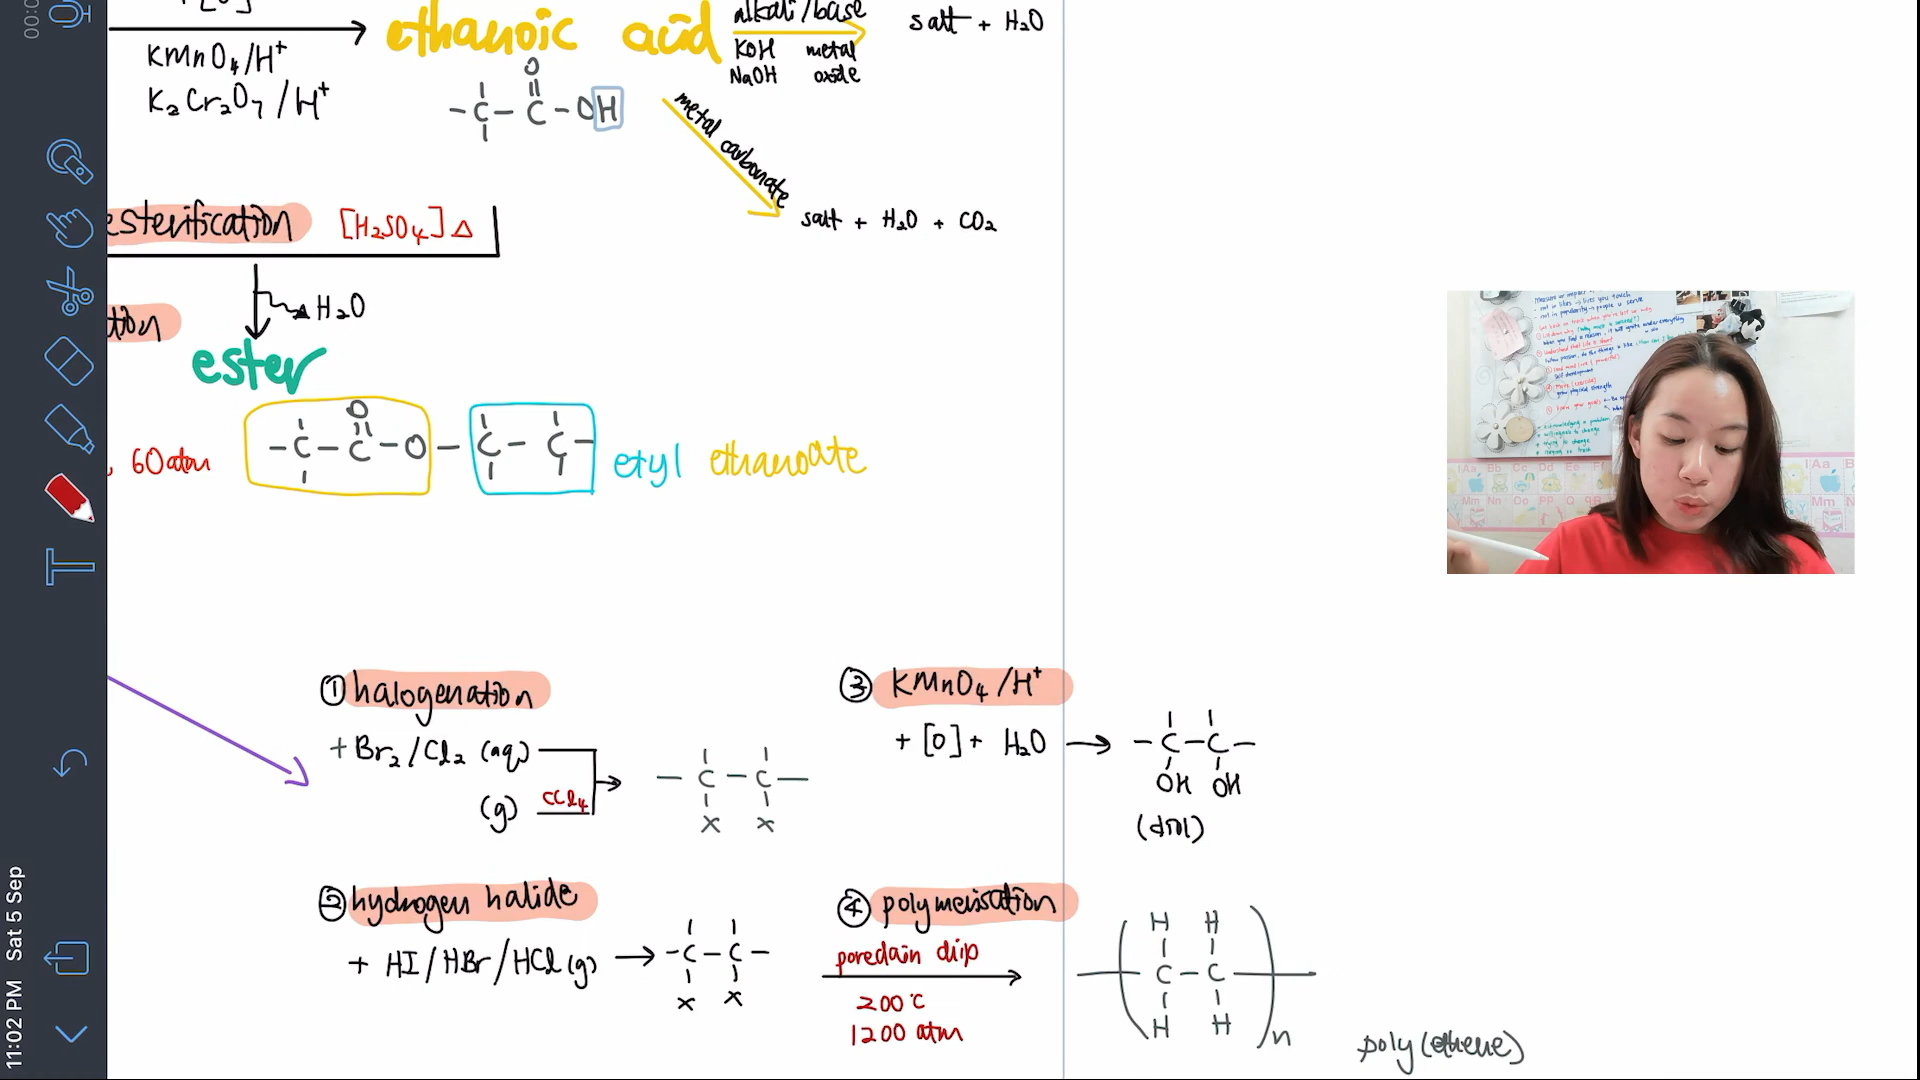 KMnO4/H+
K2Cr2O7/H+
ethanoic acid
alkali/base
KOH metal
NaOH oxide
salt + H2O
O
-C-C-OH
metal carbonate
salt + H2O + CO2
esterification [H2SO4] Δ
H2O
tion
ester
60atm
O
-C-C-O-C-C-
etyl ethanoate
① halogenation
+ Br2/Cl2 (aq)
(g) CCl4
-C-C-
x x
② hydrogen halide
+ HI/HBr/HCl(g) → -C-C-
x x
③ KMnO4/H+
+ [O] + H2O → -C-C-
OH OH
(diol)
④ polymerisation
porcelain chip
200°C
1200 atm
H H
C-C
H H
n
poly(ethene)
11:02 PM Sat 5 Sep